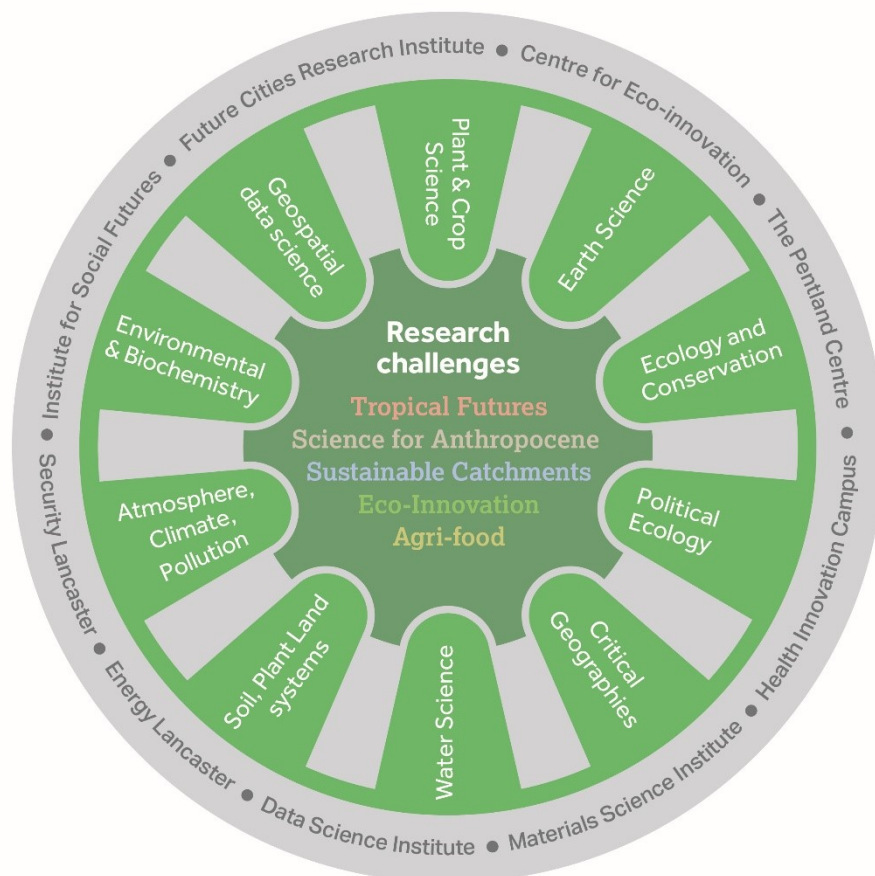 Future Cities Research Institute
Centre for Eco-innovation
The Pentland Centre
Health Innovation Campus
Materials Science Institute
Data Science Institute
Energy Lancaster
Security Lancaster
Institute for Social Futures
Plant & Crop
Science
Earth Science
Ecology and
Conservation
Political
Ecology
Critical
Geographies
Water Science
Soil, Plant Land
systems
Atmosphere,
Climate,
Pollution
Environmental
& Biochemistry
Geospatial
data science
Research
challenges
Tropical Futures
Science for Anthropocene
Sustainable Catchments
Eco-Innovation
Agri-food